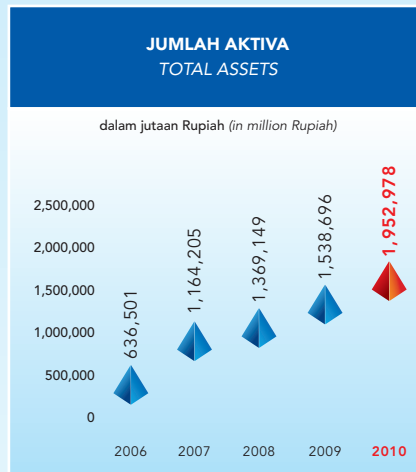 JUMLAH AKTIVA
TOTAL ASSETS
dalam jutaan Rupiah (in million Rupiah)
2,500,000
2,000,000
1,500,000
1,000,000
500,000
0
636,501
1,164,205
1,369,149
1,538,696
1,952,978
2006 2007 2008 2009 2010